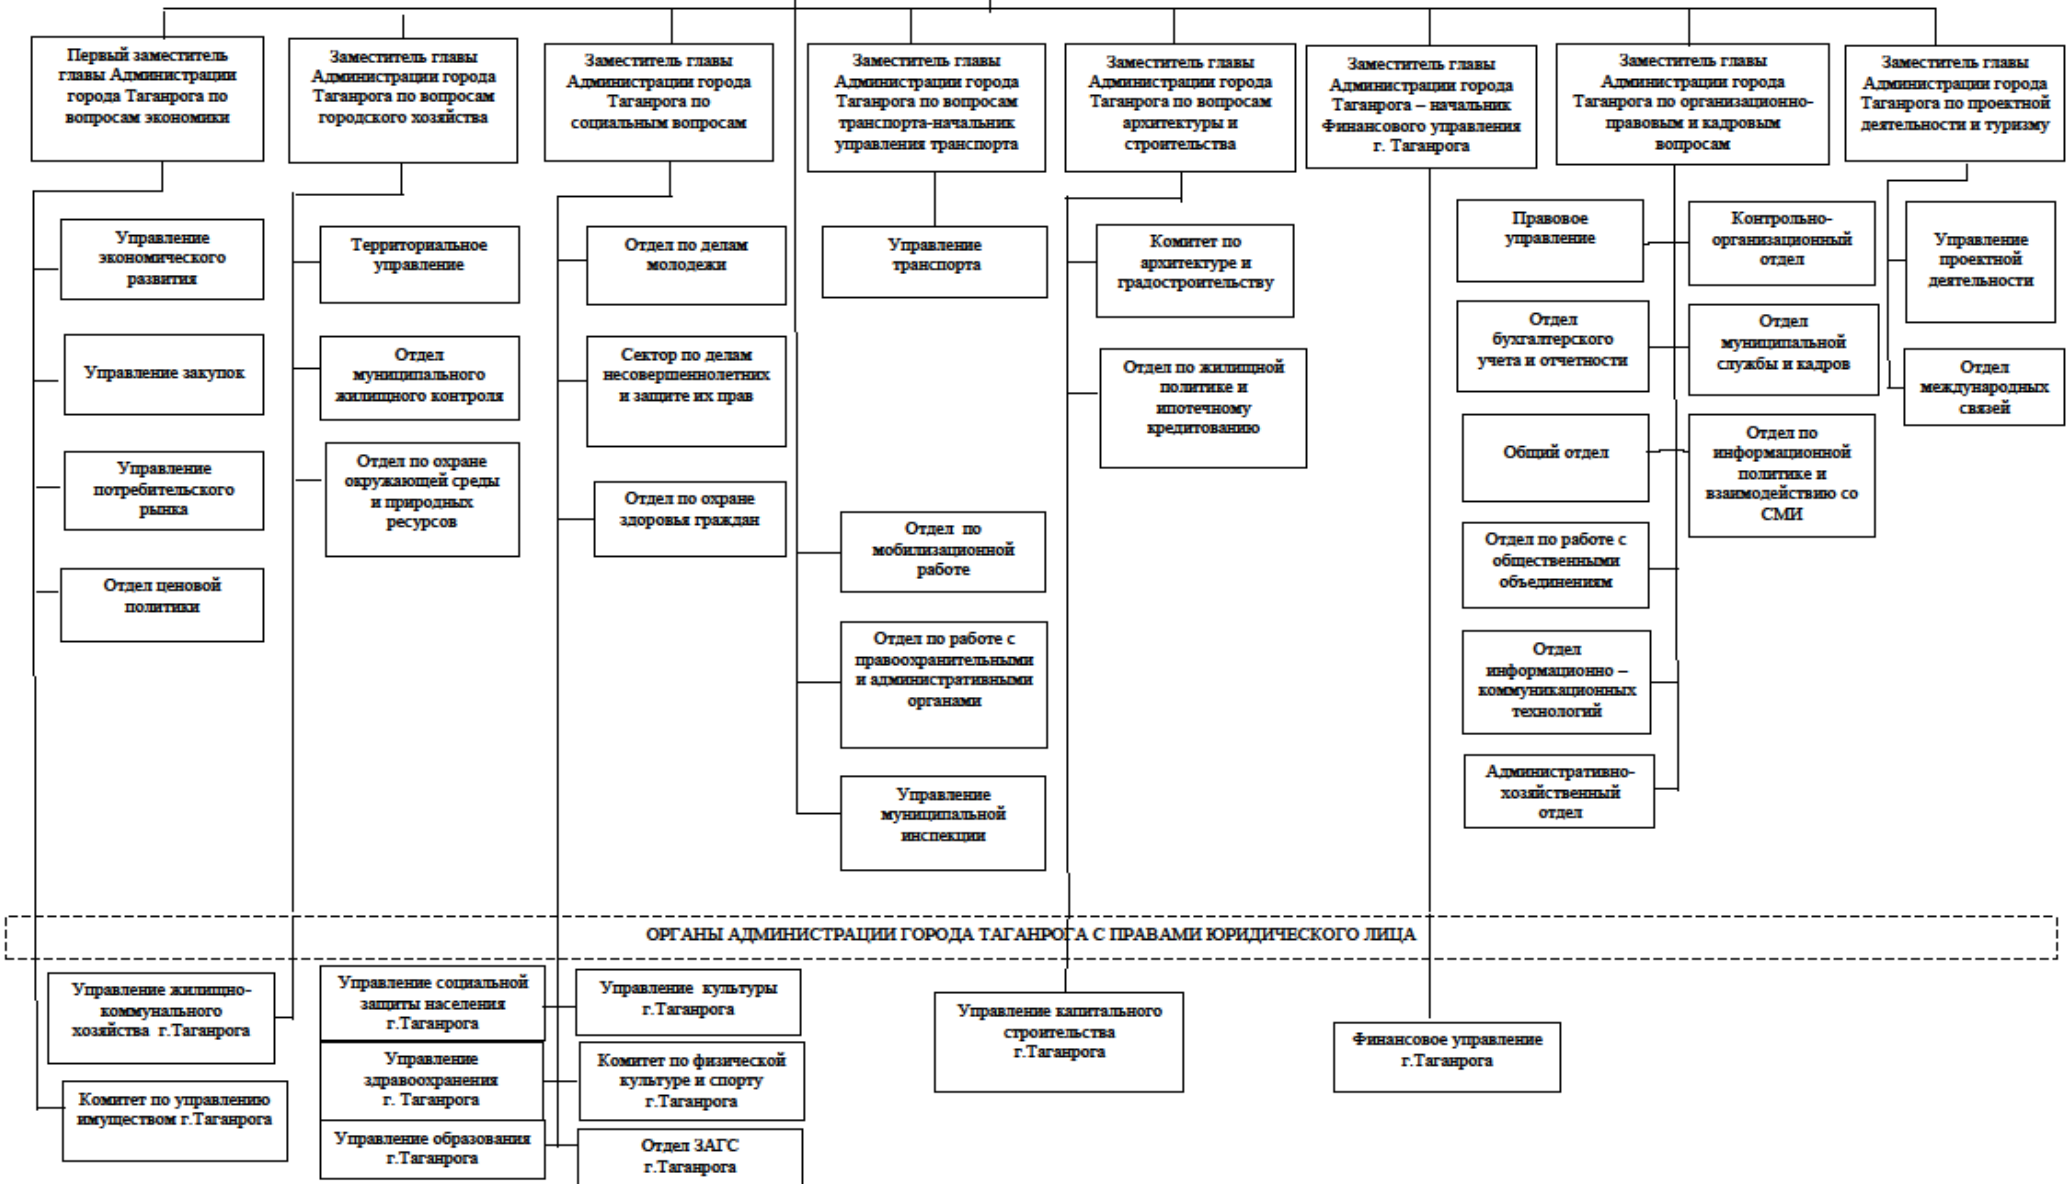 Первый заместитель
главы Администрации
города Таганрога по
вопросам экономики
Заместитель главы
Администрации города
Таганрога по вопросам
городского хозяйства
Заместитель главы
Администрации города
Таганрога по
социальным вопросам
Заместитель главы
Администрации города
Таганрога по вопросам
транспорта-начальник
управления транспорта
Заместитель главы
Администрации города
Таганрога по вопросам
архитектуры и
строительства
Заместитель главы
Администрации города
Таганрога – начальник
Финансового управления
г. Таганрога
Заместитель главы
Администрации города
Таганрога по организационно-
правовым и кадровым
вопросам
Заместитель главы
Администрации города
Таганрога по проектной
деятельности и туризму
Управление
экономического
развития
Управление закупок
Управление
потребительского
рынка
Отдел ценовой
политики
Территориальное
управление
Отдел
муниципального
жилищного контроля
Отдел по охране
окружающей среды
и природных
ресурсов
Отдел по делам
молодежи
Сектор по делам
несовершеннолетних
и защите их прав
Отдел по охране
здоровья граждан
Управление
транспорта
Отдел по
мобилизационной
работе
Отдел по работе с
правоохранительными
и административными
органами
Управление
муниципальной
инспекции
Комитет по
архитектуре и
градостроительству
Отдел по жилищной
политике и
ипотечному
кредитованию
Правовое
управление
Контрольно-
организационный
отдел
Отдел
бухгалтерского
учета и отчетности
Отдел
муниципальной
службы и кадров
Общий отдел
Отдел по
информационной
политике и
взаимодействию со
СМИ
Отдел по работе с
общественными
объединениям
Отдел
информационно –
коммуникационных
технологий
Административно-
хозяйственный
отдел
Управление
проектной
деятельности
Отдел
международных
связей
ОРГАНЫ АДМИНИСТРАЦИИ ГОРОДА ТАГАНРОГА С ПРАВАМИ ЮРИДИЧЕСКОГО ЛИЦА
Управление жилищно-
коммунального
хозяйства г.Таганрога
Комитет по управлению
имуществом г.Таганрога
Управление социальной
защиты населения
г.Таганрога
Управление культуры
г.Таганрога
Управление
здравоохранения
г. Таганрога
Комитет по физической
культуре и спорту
г.Таганрога
Управление образования
г.Таганрога
Отдел ЗАГС
г.Таганрога
Управление капитального
строительства
г.Таганрога
Финансовое управление
г.Таганрога